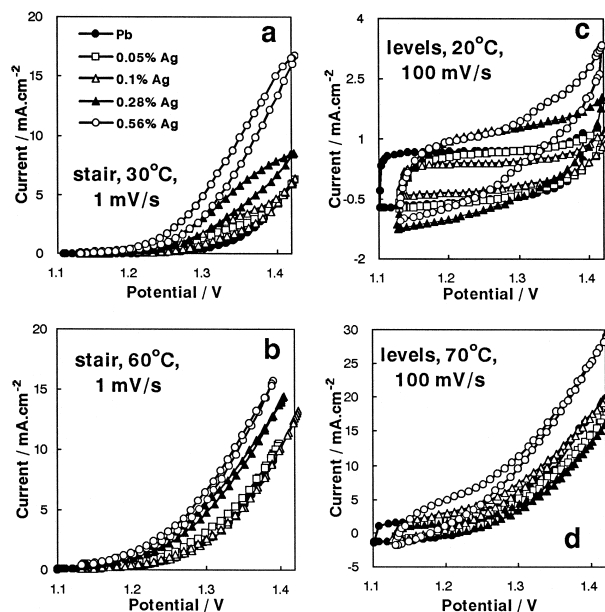 20
a
Pb
0.05% Ag
0.1% Ag
0.28% Ag
0.56% Ag
stair, 30°C,
1 mV/s
15
10
5
0
Current / mA.cm-2
1.1 1.2 1.3 1.4
Potential / V
4
c
levels, 20°C,
100 mV/s
2.5
1
-0.5
-2
Current / mA.cm-2
1.1 1.2 1.3 1.4
Potential / V
20
b
stair, 60°C,
1 mV/s
15
10
5
0
Current / mA.cm-2
1.1 1.2 1.3 1.4
Potential / V
30
levels, 70°C,
100 mV/s
25
20
15
10
5
0
-5
d
Current / mA.cm-2
1.1 1.2 1.3 1.4
Potential / V